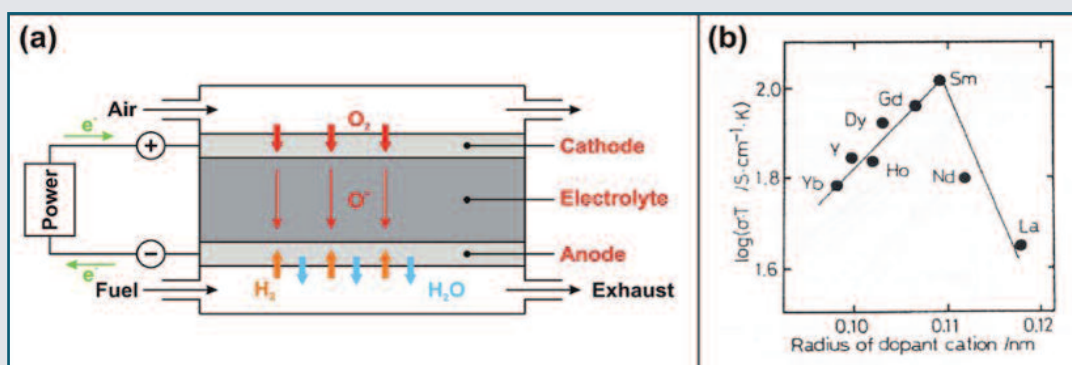 (a)
Air
O₂
e⁻
+
Cathode
Power
O⁻
Electrolyte
−
Anode
e⁻
Fuel
H₂
H₂O
Exhaust
(b)
log(σ·T /S·cm⁻¹·K)
2.0
1.8
1.6
Sm
Gd
Dy
Y
Ho
Nd
Yb
La
0.10 0.11 0.12
Radius of dopant cation /nm